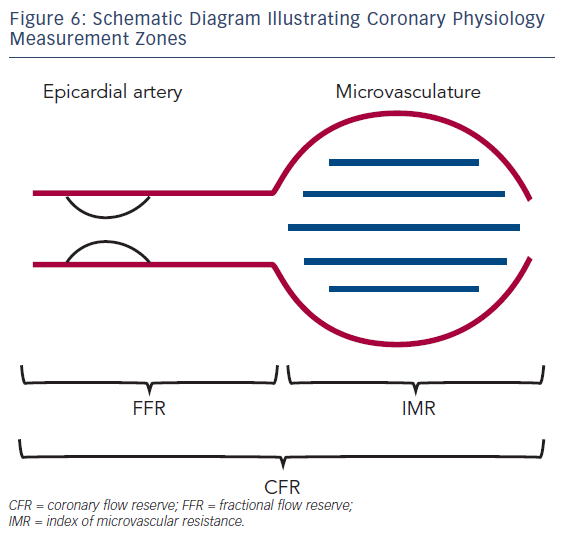 Figure 6: Schematic Diagram Illustrating Coronary Physiology
Measurement Zones
Epicardial artery
Microvasculature
FFR
IMR
CFR
CFR = coronary flow reserve; FFR = fractional flow reserve;
IMR = index of microvascular resistance.